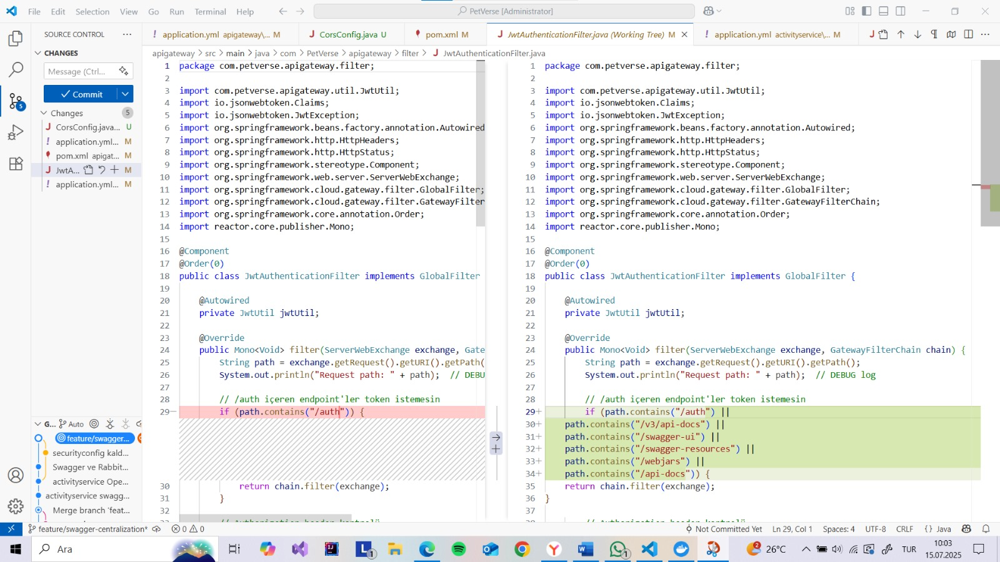 File Edit Selection View Go Run Terminal Help
PetVerse [Administrator]
SOURCE CONTROL
application.yml apigateway\... M
CorsConfig.java U
pom.xml M
JwtAuthenticationFilter.java (Working Tree) M
application.yml activityservice\... M
apigateway > src > main > java > com > PetVerse > apigateway > filter > JwtAuthenticationFilter.java
CHANGES
Message (Ctrl...
Commit
Changes 5
CorsConfig.java... U
application.yml... M
pom.xml apigat... M
JwtA... M
application.yml... M
5
G... Auto
feature/swagger...
securityconfig kald...
Swagger ve Rabbit...
activityservice Ope...
activityservice swagg...
Merge branch 'feat...
1 package com.petverse.apigateway.filter;
2
3 import com.petverse.apigateway.util.JwtUtil;
4 import io.jsonwebtoken.Claims;
5 import io.jsonwebtoken.JwtException;
6 import org.springframework.beans.factory.annotation.Autowired
7 import org.springframework.http.HttpHeaders;
8 import org.springframework.http.HttpStatus;
9 import org.springframework.stereotype.Component;
10 import org.springframework.web.server.ServerWebExchange;
11 import org.springframework.cloud.gateway.filter.GlobalFilter;
12 import org.springframework.cloud.gateway.filter.GatewayFilter
13 import org.springframework.core.annotation.Order;
14 import reactor.core.publisher.Mono;
15
16 @Component
17 @Order(0)
18 public class JwtAuthenticationFilter implements GlobalFilter
19
20 @Autowired
21 private JwtUtil jwtUtil;
22
23 @Override
24 public Mono<Void> filter(ServerWebExchange exchange, Gate
25 String path = exchange.getRequest().getURI().getPath(
26 System.out.println("Request path: " + path); // DEBU
27
28 // /auth içeren endpoint'ler token istemesin
29− if (path.contains("/auth")) {
30 return chain.filter(exchange);
31 }
32
33 // Authorization header kontrolü
1 package com.petverse.apigateway.filter;
2
3 import com.petverse.apigateway.util.JwtUtil;
4 import io.jsonwebtoken.Claims;
5 import io.jsonwebtoken.JwtException;
6 import org.springframework.beans.factory.annotation.Autowired;
7 import org.springframework.http.HttpHeaders;
8 import org.springframework.http.HttpStatus;
9 import org.springframework.stereotype.Component;
10 import org.springframework.web.server.ServerWebExchange;
11 import org.springframework.cloud.gateway.filter.GlobalFilter;
12 import org.springframework.cloud.gateway.filter.GatewayFilterChain;
13 import org.springframework.core.annotation.Order;
14 import reactor.core.publisher.Mono;
15
16 @Component
17 @Order(0)
18 public class JwtAuthenticationFilter implements GlobalFilter {
19
20 @Autowired
21 private JwtUtil jwtUtil;
22
23 @Override
24 public Mono<Void> filter(ServerWebExchange exchange, GatewayFilterChain chain) {
25 String path = exchange.getRequest().getURI().getPath();
26 System.out.println("Request path: " + path); // DEBUG log
27
28 // /auth içeren endpoint'ler token istemesin
29+ if (path.contains("/auth") ||
30+ path.contains("/v3/api-docs") ||
31+ path.contains("/swagger-ui") ||
32+ path.contains("/swagger-resources") ||
33+ path.contains("/webjars") ||
34+ path.contains("/api-docs")) {
35 return chain.filter(exchange);
36 }
37
38 // Authorization header kontrolü
feature/swagger-centralization* 0 0
Not Committed Yet Ln 29, Col 1 Spaces: 4 UTF-8 CRLF {} Java
Ara
1
1
2
26°C
TUR
10:03
15.07.2025